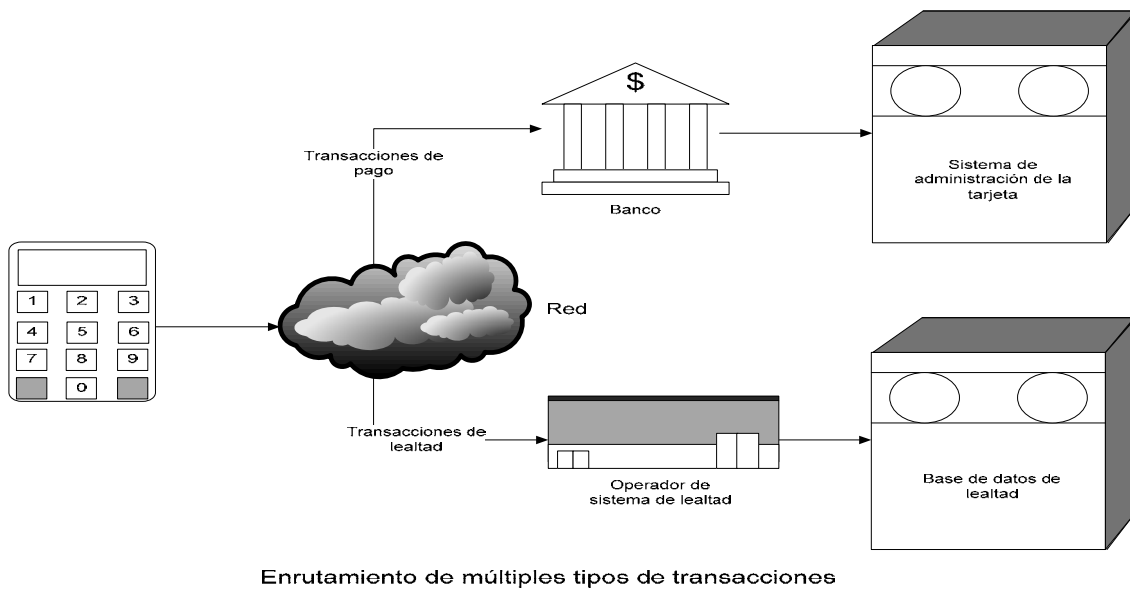 $
Transacciones de
pago
Banco
Sistema de
administración de la
tarjeta
1 2 3
4 5 6
7 8 9
0
Red
Transacciones de
lealtad
Operador de
sistema de lealtad
Base de datos de
lealtad
Enrutamiento de múltiples tipos de transacciones